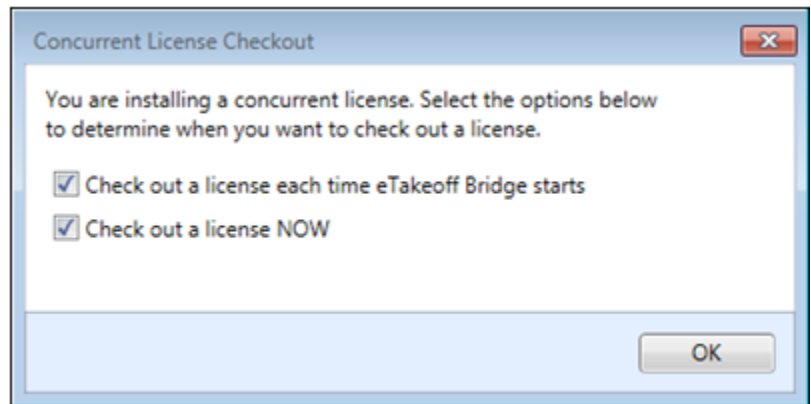 Concurrent License Checkout
You are installing a concurrent license. Select the options below
to determine when you want to check out a license.
Check out a license each time eTakeoff Bridge starts
Check out a license NOW
OK